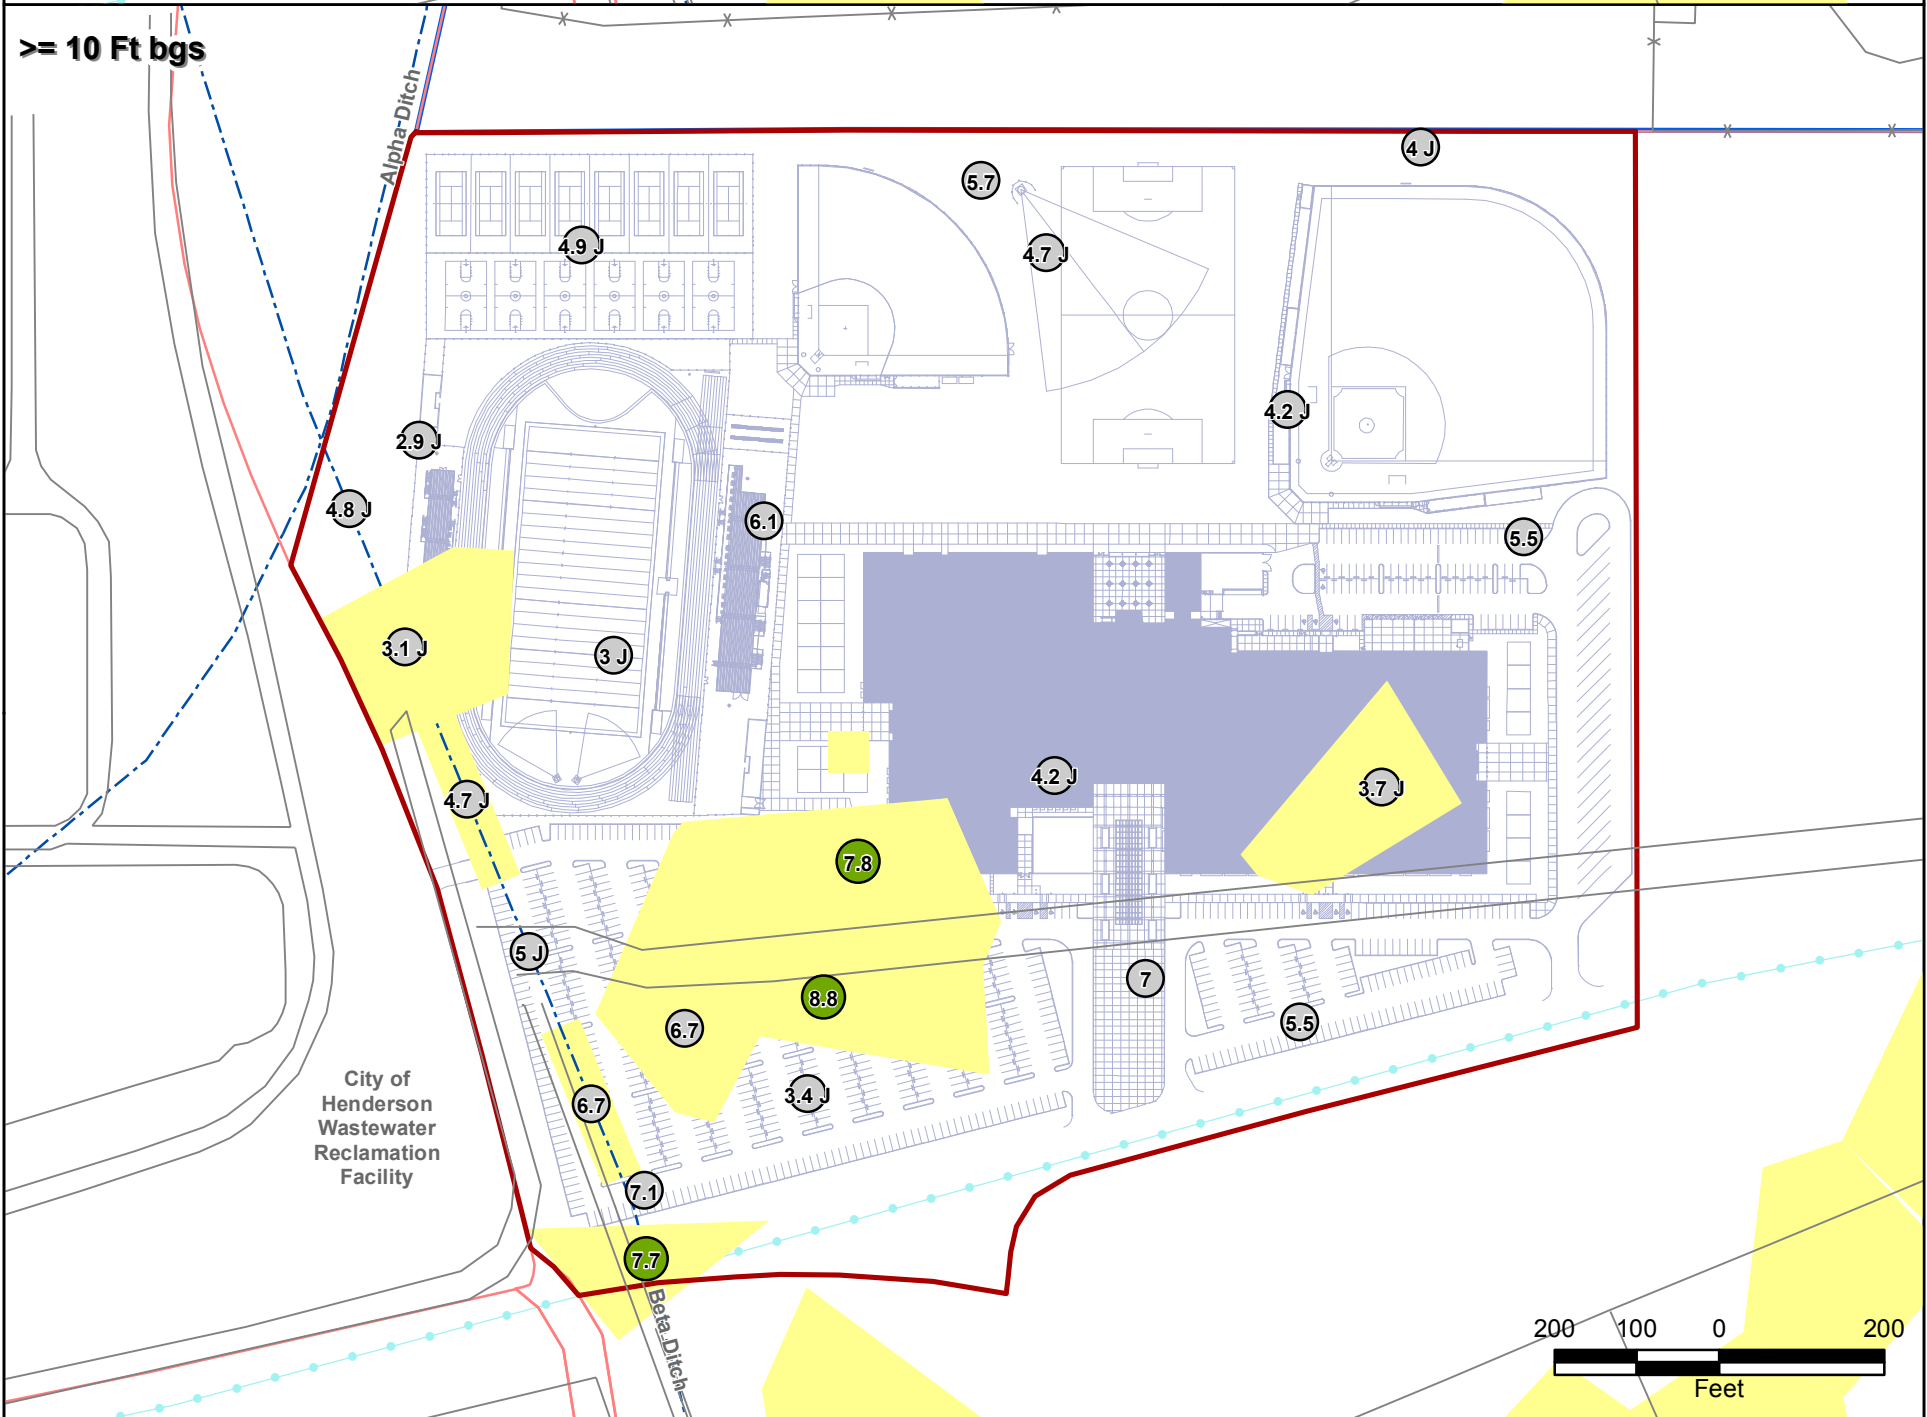 >= 10 Ft bgs
Alpha Ditch
4 J
5.7
4.9 J
4.7 J
4.2 J
2.9 J
4.8 J
6.1
5.5
3.1 J
3 J
4.2 J
3.7 J
4.7 J
7.8
5 J
7
8.8
6.7
5.5
City of
Henderson
Wastewater
Reclamation
Facility
3.4 J
6.7
7.1
7.7
Beta Ditch
200 100 0 200
Feet